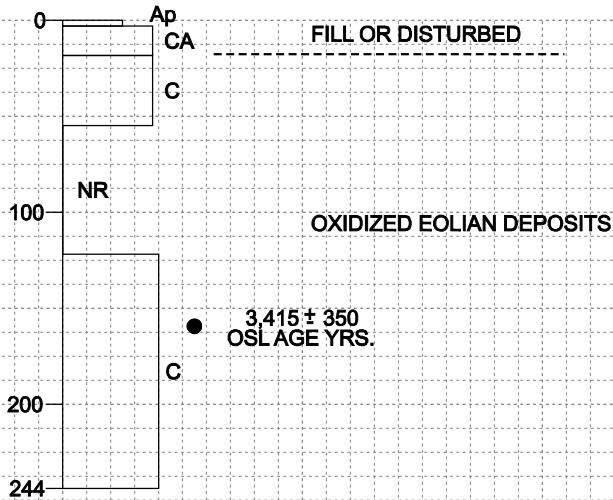 0
Ap
FILL OR DISTURBED
CA
C
NR
100
OXIDIZED EOLIAN DEPOSITS
3,415 ± 350
OSL AGE YRS.
C
200
244